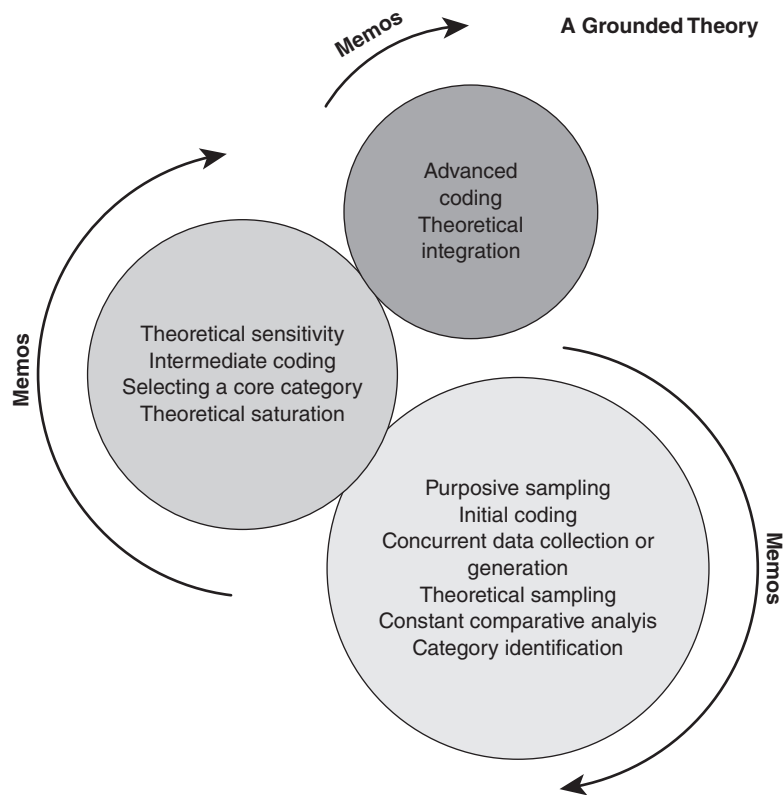 Memos
A Grounded Theory
Advanced
coding
Theoretical
integration
Memos
Theoretical sensitivity
Intermediate coding
Selecting a core category
Theoretical saturation
Purposive sampling
Initial coding
Concurrent data collection or
generation
Theoretical sampling
Constant comparative analyis
Category identification
Memos